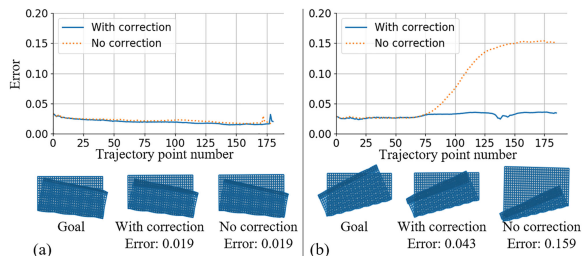 0.20
0.15
0.10
0.05
0.00
Error
With correction
No correction
0 25 50 75 100 125 150 175
Trajectory point number
Goal
With correction
Error: 0.019
No correction
Error: 0.019
(a)
0.20
0.15
0.10
0.05
0.00
With correction
No correction
0 25 50 75 100 125 150 175
Trajectory point number
Goal
With correction
Error: 0.043
No correction
Error: 0.159
(b)